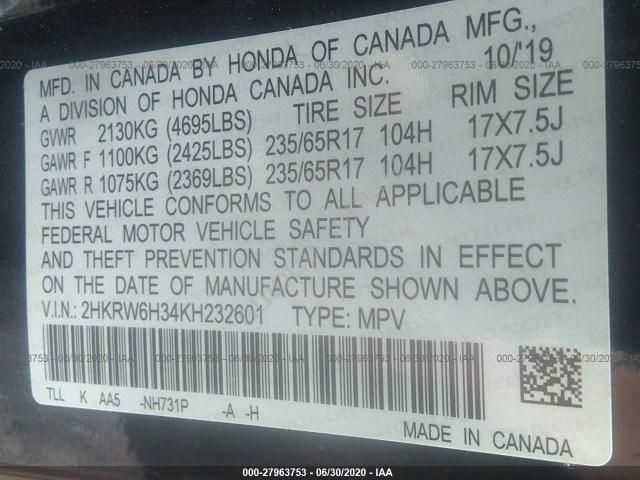 MFD. IN CANADA BY HONDA OF CANADA MFG.,
A DIVISION OF HONDA CANADA INC. 10/'19
TIRE SIZE RIM SIZE
GVWR 2130KG (4695LBS)
GAWR F 1100KG (2425LBS) 235/65R17 104H 17X7.5J
GAWR R 1075KG (2369LBS) 235/65R17 104H 17X7.5J
THIS VEHICLE CONFORMS TO ALL APPLICABLE
FEDERAL MOTOR VEHICLE SAFETY
AND THEFT PREVENTION STANDARDS IN EFFECT
ON THE DATE OF MANUFACTURE SHOWN ABOVE.
V.I.N.: 2HKRW6H34KH232601 TYPE: MPV
TLL K AA5 -NH731P -A -H
MADE IN CANADA
000-27963753 - 06/30/2020 - IAA